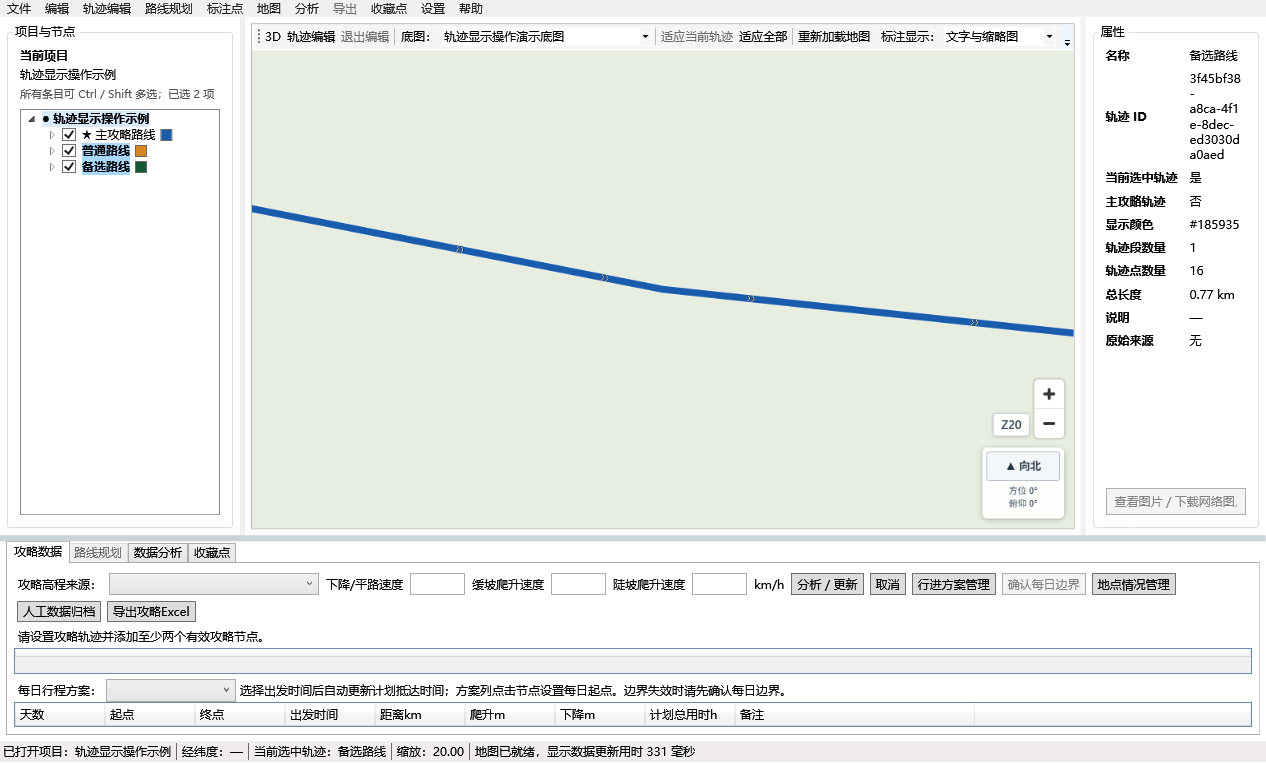 文件 编辑 轨迹编辑 路线规划 标注点 地图 分析 导出 收藏点 设置 帮助
项目与节点
当前项目
轨迹显示操作示例
所有条目可 Ctrl / Shift 多选；已选 2 项
● 轨迹显示操作示例
★ 主攻略路线
普通路线
备选路线
3D 轨迹编辑 退出编辑 底图： 轨迹显示操作演示底图 适应当前轨迹 适应全部 重新加载地图 标注显示： 文字与缩略图
+
Z20
−
▲ 向北
方位 0°
俯仰 0°
属性
名称 备选路线
轨迹 ID 3f45bf38
-
a8ca-4f1
e-8dec-
ed3030d
a0aed
当前选中轨迹 是
主攻略轨迹 否
显示颜色 #185935
轨迹段数量 1
轨迹点数量 16
总长度 0.77 km
说明 —
原始来源 无
查看图片 / 下载网络图,
攻略数据 路线规划 数据分析 收藏点
攻略高程来源： 下降/平路速度 缓坡爬升速度 陡坡爬升速度 km/h 分析 / 更新 取消 行进方案管理 确认每日边界 地点情况管理
人工数据归档 导出攻略Excel
请设置攻略轨迹并添加至少两个有效攻略节点。
每日行程方案： 选择出发时间后自动更新计划抵达时间；方案列点击节点设置每日起点。边界失效时请先确认每日边界。
天数 起点 终点 出发时间 距离km 爬升m 下降m 计划总用时h 备注
已打开项目：轨迹显示操作示例 经纬度：— 当前选中轨迹：备选路线 缩放：20.00 地图已就绪，显示数据更新用时 331 毫秒